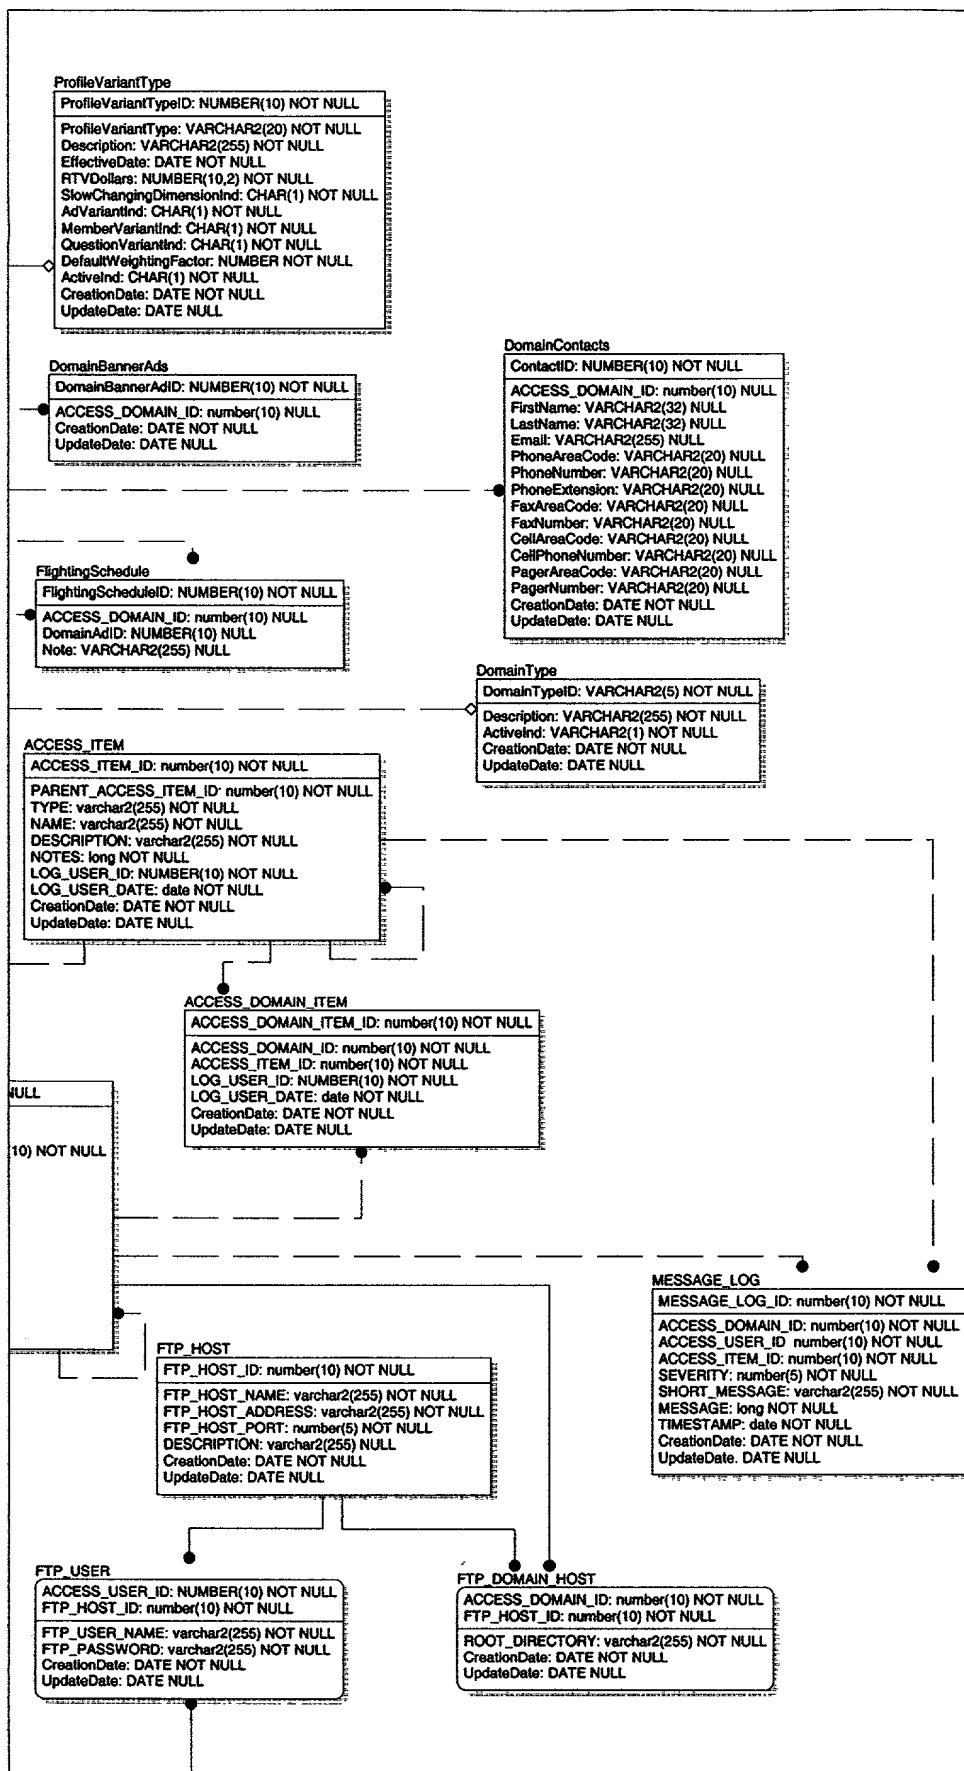 ProfileVariantType
ProfileVariantTypeID: NUMBER(10) NOT NULL
ProfileVariantType: VARCHAR2(20) NOT NULL
Description: VARCHAR2(255) NOT NULL
EffectiveDate: DATE NOT NULL
RTVDollars: NUMBER(10,2) NOT NULL
SlowChangingDimensionInd: CHAR(1) NOT NULL
AdVariantInd: CHAR(1) NOT NULL
MemberVariantInd: CHAR(1) NOT NULL
QuestionVariantInd: CHAR(1) NOT NULL
DefaultWeightingFactor: NUMBER NOT NULL
ActiveInd: CHAR(1) NOT NULL
CreationDate: DATE NOT NULL
UpdateDate: DATE NULL
DomainBannerAds
DomainBannerAdID: NUMBER(10) NOT NULL
ACCESS_DOMAIN_ID: number(10) NULL
CreationDate: DATE NOT NULL
UpdateDate: DATE NULL
DomainContacts
ContactID: NUMBER(10) NOT NULL
ACCESS_DOMAIN_ID: number(10) NULL
FirstName: VARCHAR2(32) NULL
LastName: VARCHAR2(32) NULL
Email: VARCHAR2(255) NULL
PhoneAreaCode: VARCHAR2(20) NULL
PhoneNumber: VARCHAR2(20) NULL
PhoneExtension: VARCHAR2(20) NULL
FaxAreaCode: VARCHAR2(20) NULL
FaxNumber: VARCHAR2(20) NULL
CellAreaCode: VARCHAR2(20) NULL
CellPhoneNumber: VARCHAR2(20) NULL
PagerAreaCode: VARCHAR2(20) NULL
PagerNumber: VARCHAR2(20) NULL
CreationDate: DATE NOT NULL
UpdateDate: DATE NULL
FlightingSchedule
FlightingScheduleID: NUMBER(10) NOT NULL
ACCESS_DOMAIN_ID: number(10) NULL
DomainAdID: NUMBER(10) NULL
Note: VARCHAR2(255) NULL
DomainType
DomainTypeID: VARCHAR2(5) NOT NULL
Description: VARCHAR2(255) NOT NULL
ActiveInd: VARCHAR2(1) NOT NULL
CreationDate: DATE NOT NULL
UpdateDate: DATE NULL
ACCESS_ITEM
ACCESS_ITEM_ID: number(10) NOT NULL
PARENT_ACCESS_ITEM_ID: number(10) NOT NULL
TYPE: varchar2(255) NOT NULL
NAME: varchar2(255) NOT NULL
DESCRIPTION: varchar2(255) NOT NULL
NOTES: long NOT NULL
LOG_USER_ID: NUMBER(10) NOT NULL
LOG_USER_DATE: date NOT NULL
CreationDate: DATE NOT NULL
UpdateDate: DATE NULL
ACCESS_DOMAIN_ITEM
ACCESS_DOMAIN_ITEM_ID: number(10) NOT NULL
ACCESS_DOMAIN_ID: number(10) NOT NULL
ACCESS_ITEM_ID: number(10) NOT NULL
LOG_USER_ID: NUMBER(10) NOT NULL
LOG_USER_DATE: date NOT NULL
CreationDate: DATE NOT NULL
UpdateDate: DATE NULL
NULL
10) NOT NULL
MESSAGE_LOG
MESSAGE_LOG_ID: number(10) NOT NULL
ACCESS_DOMAIN_ID: number(10) NOT NULL
ACCESS_USER_ID number(10) NOT NULL
ACCESS_ITEM_ID: number(10) NOT NULL
SEVERITY: number(5) NOT NULL
SHORT_MESSAGE: varchar2(255) NOT NULL
MESSAGE: long NOT NULL
TIMESTAMP: date NOT NULL
CreationDate: DATE NOT NULL
UpdateDate. DATE NULL
FTP_HOST
FTP_HOST_ID: number(10) NOT NULL
FTP_HOST_NAME: varchar2(255) NOT NULL
FTP_HOST_ADDRESS: varchar2(255) NOT NULL
FTP_HOST_PORT: number(5) NOT NULL
DESCRIPTION: varchar2(255) NULL
CreationDate: DATE NOT NULL
UpdateDate: DATE NULL
FTP_USER
ACCESS_USER_ID: NUMBER(10) NOT NULL
FTP_HOST_ID: number(10) NOT NULL
FTP_USER_NAME: varchar2(255) NOT NULL
FTP_PASSWORD: varchar2(255) NOT NULL
CreationDate: DATE NOT NULL
UpdateDate: DATE NULL
FTP_DOMAIN_HOST
ACCESS_DOMAIN_ID: number(10) NOT NULL
FTP_HOST_ID: number(10) NOT NULL
ROOT_DIRECTORY: varchar2(255) NOT NULL
CreationDate: DATE NOT NULL
UpdateDate: DATE NULL